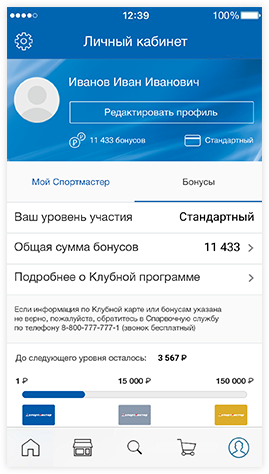 12:39 100%
Личный кабинет
Иванов Иван Иванович
Редактировать профиль
11 433 бонусов Стандартный
Мой Спортмастер Бонусы
Ваш уровень участия Стандартный
Общая сумма бонусов 11 433
Подробнее о Клубной программе
Если информация по Клубной карте или бонусам указана
не верно, пожалуйста, обратитесь в Спарвочную службу
по телефону 8-800-777-777-1 (звонок бесплатный)
До следующего уровня осталось: 3 567 ₽
1 ₽ 15 000 ₽ 150 000 ₽